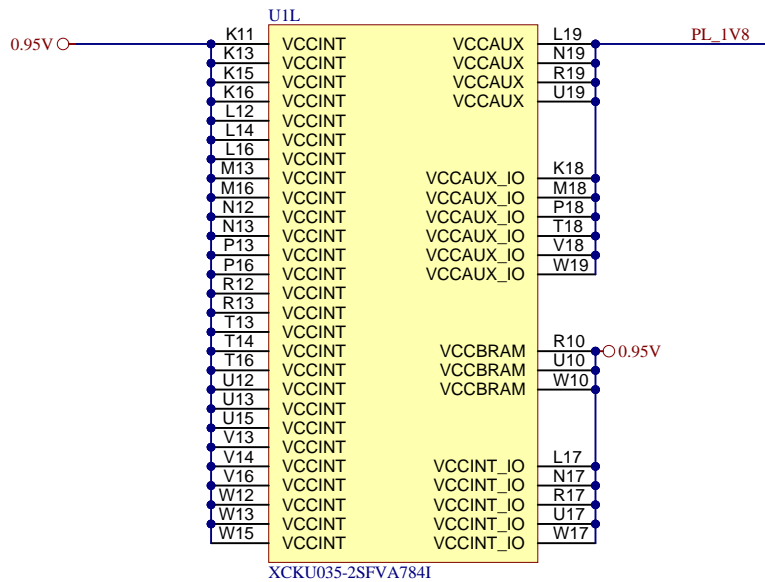 U1L
0.95V K11 VCCINT VCCAUX L19 PL_1V8
K13 VCCINT VCCAUX N19
K15 VCCINT VCCAUX R19
K16 VCCINT VCCAUX U19
L12 VCCINT
L14 VCCINT
L16 VCCINT
M13 VCCINT VCCAUX_IO K18
M16 VCCINT VCCAUX_IO M18
N12 VCCINT VCCAUX_IO P18
N13 VCCINT VCCAUX_IO T18
P13 VCCINT VCCAUX_IO V18
P16 VCCINT VCCAUX_IO W19
R12 VCCINT
R13 VCCINT
T13 VCCINT
T14 VCCINT VCCBRAM R10 0.95V
T16 VCCINT VCCBRAM U10
U12 VCCINT VCCBRAM W10
U13 VCCINT
U15 VCCINT
V13 VCCINT
V14 VCCINT VCCINT_IO L17
V16 VCCINT VCCINT_IO N17
W12 VCCINT VCCINT_IO R17
W13 VCCINT VCCINT_IO U17
W15 VCCINT VCCINT_IO W17
XCKU035-2SFVA784I